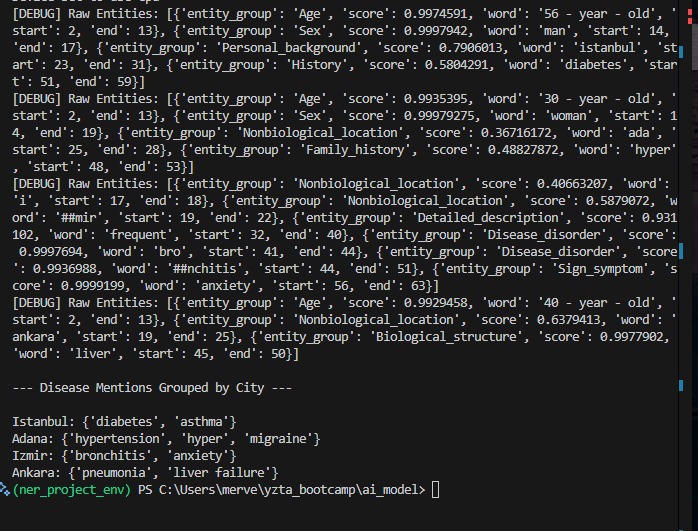 [DEBUG] Raw Entities: [{'entity_group': 'Age', 'score': 0.9974591, 'word': '56 - year - old', '
start': 2, 'end': 13}, {'entity_group': 'Sex', 'score': 0.9997942, 'word': 'man', 'start': 14,
'end': 17}, {'entity_group': 'Personal_background', 'score': 0.7906013, 'word': 'istanbul', 'st
art': 23, 'end': 31}, {'entity_group': 'History', 'score': 0.5804291, 'word': 'diabetes', 'star
t': 51, 'end': 59}]
[DEBUG] Raw Entities: [{'entity_group': 'Age', 'score': 0.9935395, 'word': '30 - year - old', '
start': 2, 'end': 13}, {'entity_group': 'Sex', 'score': 0.99979275, 'word': 'woman', 'start': 1
4, 'end': 19}, {'entity_group': 'Nonbiological_location', 'score': 0.36716172, 'word': 'ada', '
start': 25, 'end': 28}, {'entity_group': 'Family_history', 'score': 0.48827872, 'word': 'hyper'
, 'start': 48, 'end': 53}]
[DEBUG] Raw Entities: [{'entity_group': 'Nonbiological_location', 'score': 0.40663207, 'word':
'i', 'start': 17, 'end': 18}, {'entity_group': 'Nonbiological_location', 'score': 0.5879072, 'w
ord': '##mir', 'start': 19, 'end': 22}, {'entity_group': 'Detailed_description', 'score': 0.931
102, 'word': 'frequent', 'start': 32, 'end': 40}, {'entity_group': 'Disease_disorder', 'score':
0.9997694, 'word': 'bro', 'start': 41, 'end': 44}, {'entity_group': 'Disease_disorder', 'score
': 0.9936988, 'word': '##nchitis', 'start': 44, 'end': 51}, {'entity_group': 'Sign_symptom', 's
core': 0.9999199, 'word': 'anxiety', 'start': 56, 'end': 63}]
[DEBUG] Raw Entities: [{'entity_group': 'Age', 'score': 0.9929458, 'word': '40 - year - old', '
start': 2, 'end': 13}, {'entity_group': 'Nonbiological_location', 'score': 0.6379413, 'word': '
ankara', 'start': 19, 'end': 25}, {'entity_group': 'Biological_structure', 'score': 0.9977902,
'word': 'liver', 'start': 45, 'end': 50}]
--- Disease Mentions Grouped by City ---
Istanbul: {'diabetes', 'asthma'}
Adana: {'hypertension', 'hyper', 'migraine'}
Izmir: {'bronchitis', 'anxiety'}
Ankara: {'pneumonia', 'liver failure'}
(ner_project_env) PS C:\Users\merve\yzta_bootcamp\ai_model>